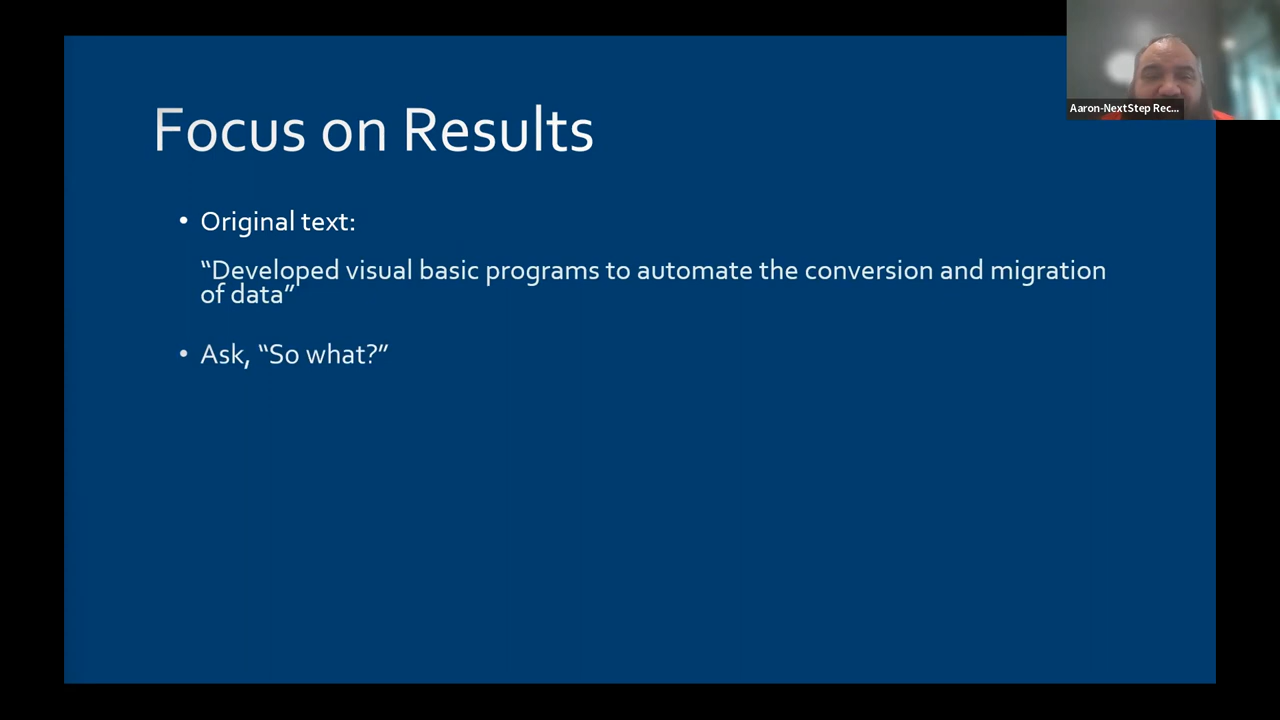 Aaron-NextStep Rec...
Focus on Results
• Original text:
“Developed visual basic programs to automate the conversion and migration
of data”
• Ask, “So what?”